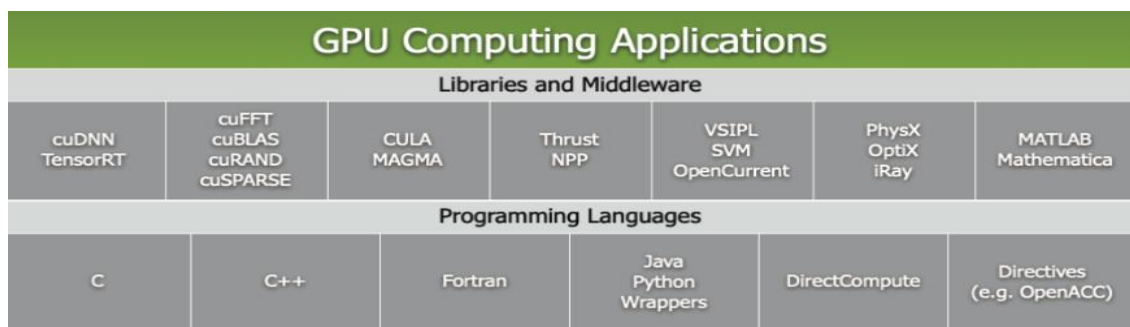 GPU Computing Applications
Libraries and Middleware
cuDNN
TensorRT
cuFFT
cuBLAS
cuRAND
cuSPARSE
CULA
MAGMA
Thrust
NPP
VSIPL
SVM
OpenCurrent
PhysX
OptiX
iRay
MATLAB
Mathematica
Programming Languages
C
C++
Fortran
Java
Python
Wrappers
DirectCompute
Directives
(e.g. OpenACC)